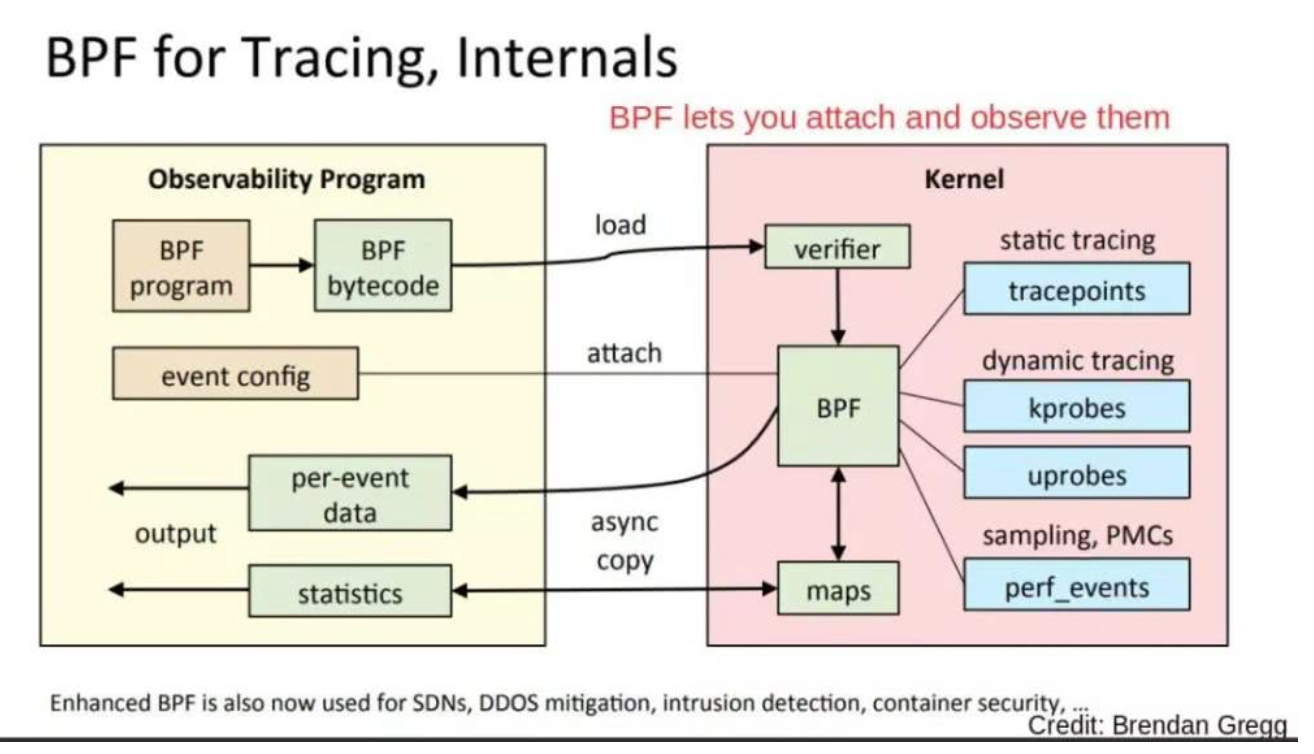 BPF for Tracing, Internals
BPF lets you attach and observe them
Observability Program
Kernel
BPF
program
BPF
bytecode
load
verifier
static tracing
tracepoints
event config
attach
BPF
dynamic tracing
kprobes
uprobes
per-event
data
output
async
copy
sampling, PMCs
perf_events
statistics
maps
Enhanced BPF is also now used for SDNs, DDOS mitigation, intrusion detection, container security, ...
Credit: Brendan Gregg